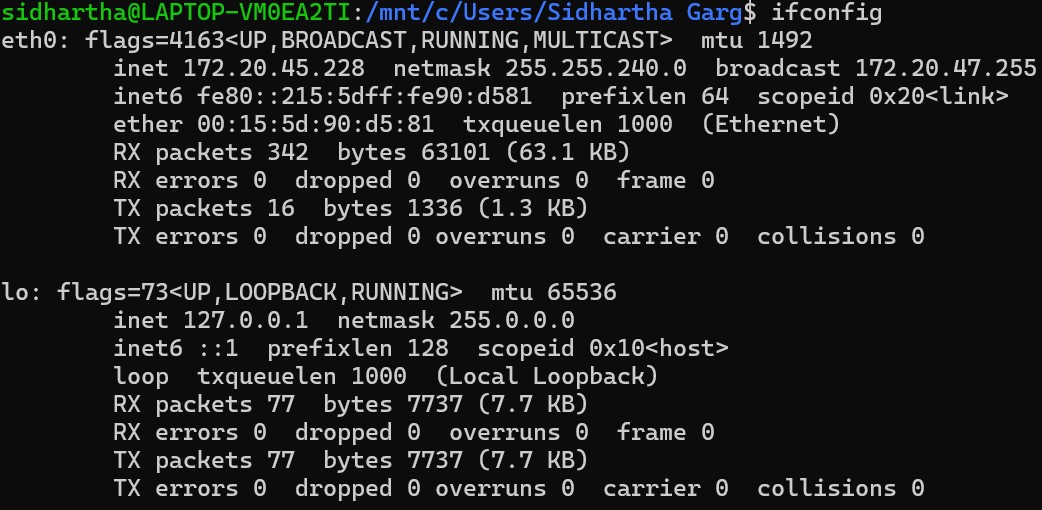 sidhartha@LAPTOP-VM0EA2TI:/mnt/c/Users/Sidhartha Garg$ ifconfig
eth0: flags=4163<UP,BROADCAST,RUNNING,MULTICAST>  mtu 1492
        inet 172.20.45.228  netmask 255.255.240.0  broadcast 172.20.47.255
        inet6 fe80::215:5dff:fe90:d581  prefixlen 64  scopeid 0x20<link>
        ether 00:15:5d:90:d5:81  txqueuelen 1000  (Ethernet)
        RX packets 342  bytes 63101 (63.1 KB)
        RX errors 0  dropped 0  overruns 0  frame 0
        TX packets 16  bytes 1336 (1.3 KB)
        TX errors 0  dropped 0 overruns 0  carrier 0  collisions 0

lo: flags=73<UP,LOOPBACK,RUNNING>  mtu 65536
        inet 127.0.0.1  netmask 255.0.0.0
        inet6 ::1  prefixlen 128  scopeid 0x10<host>
        loop  txqueuelen 1000  (Local Loopback)
        RX packets 77  bytes 7737 (7.7 KB)
        RX errors 0  dropped 0  overruns 0  frame 0
        TX packets 77  bytes 7737 (7.7 KB)
        TX errors 0  dropped 0 overruns 0  carrier 0  collisions 0